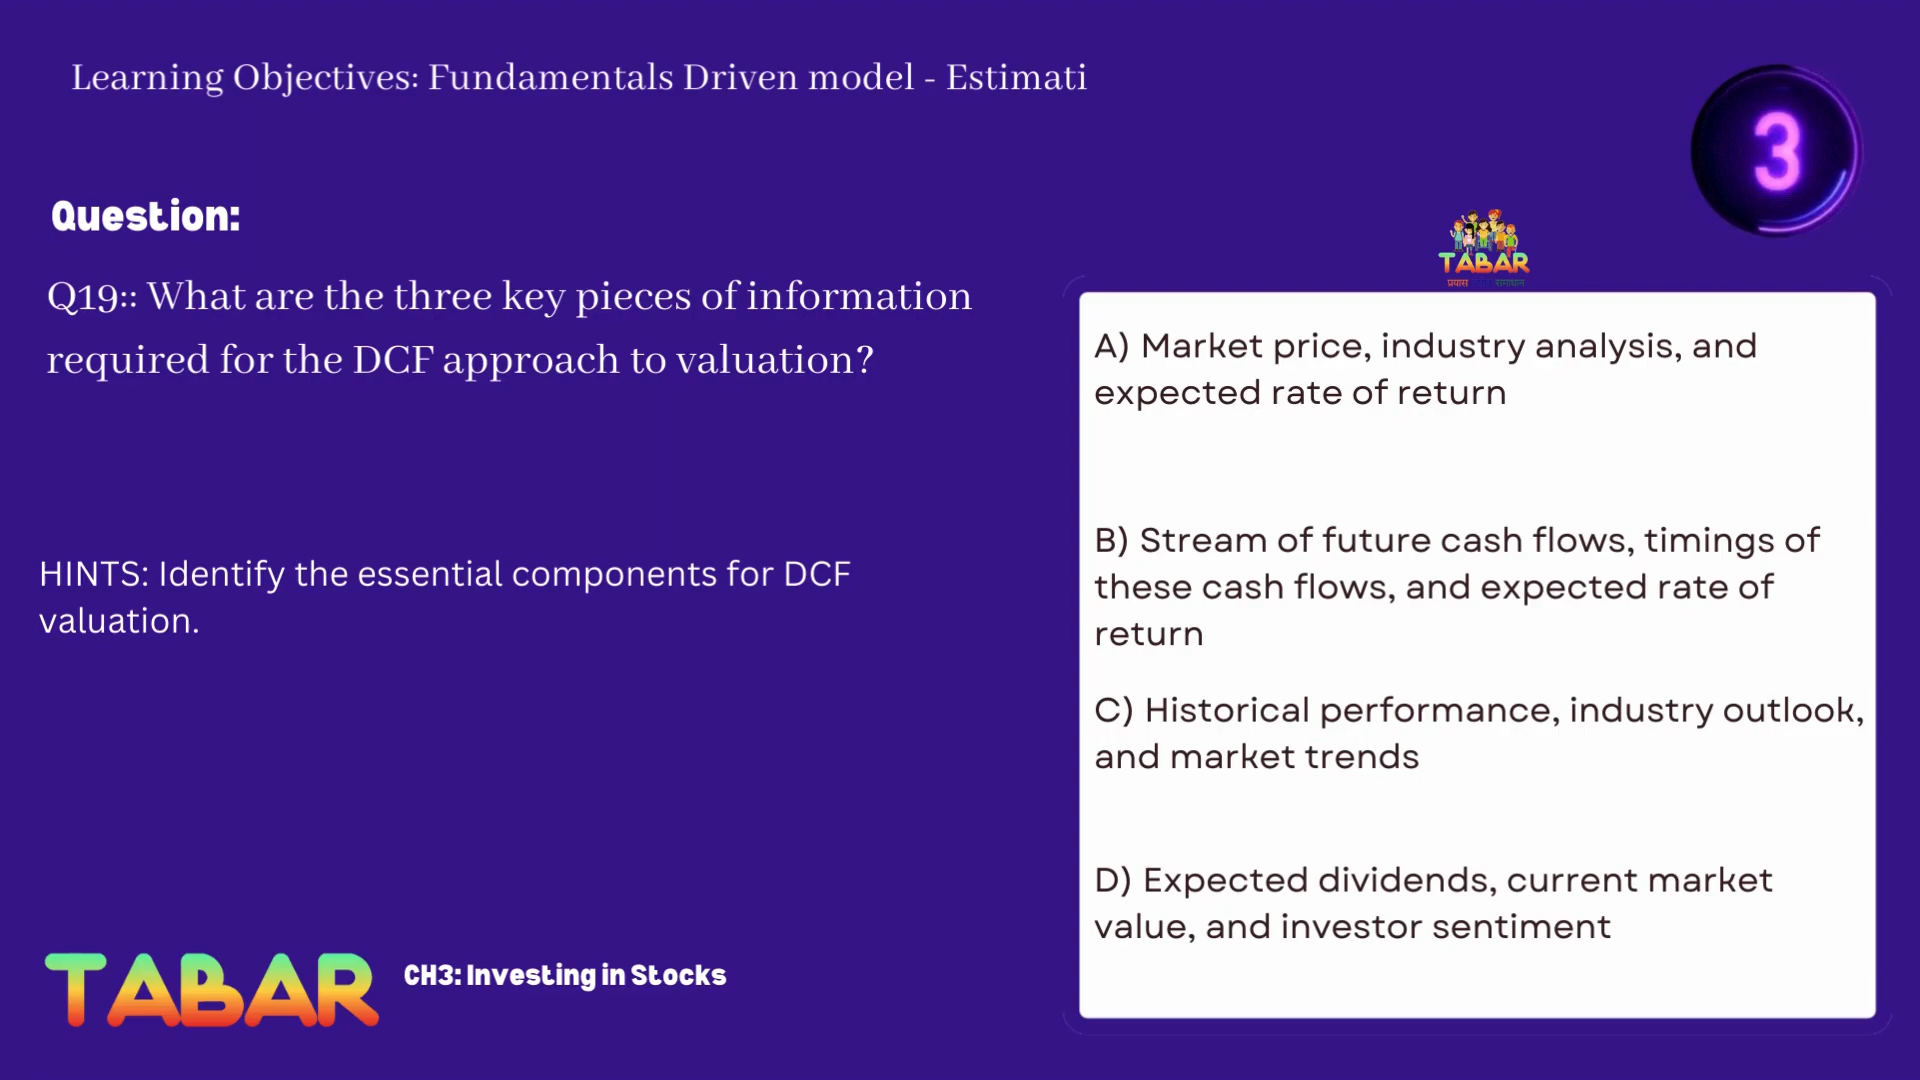 Learning Objectives: Fundamentals Driven model - Estimati
3
Question:
Q19:: What are the three key pieces of information
required for the DCF approach to valuation?
HINTS: Identify the essential components for DCF
valuation.
TABAR
प्रयास
समाधान
A) Market price, industry analysis, and
expected rate of return
B) Stream of future cash flows, timings of
these cash flows, and expected rate of
return
C) Historical performance, industry outlook,
and market trends
D) Expected dividends, current market
value, and investor sentiment
TABAR
CH3: Investing in Stocks